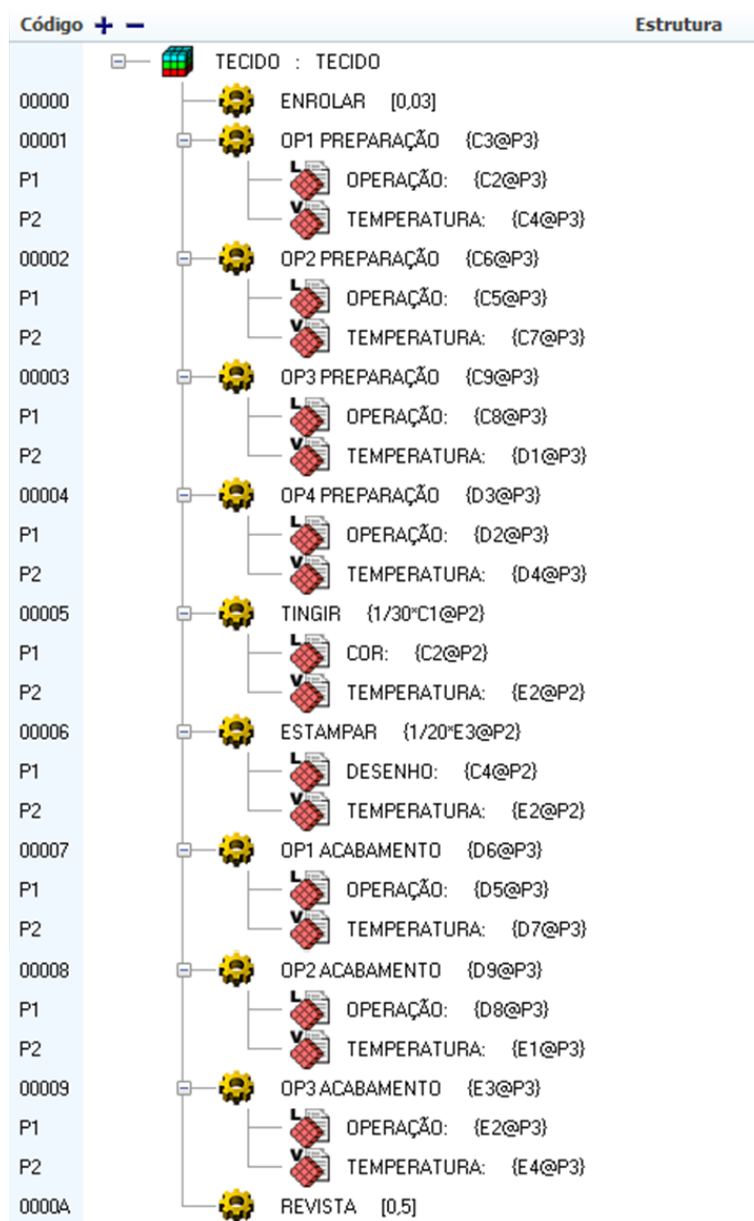 Código + − Estrutura
TECIDO : TECIDO
00000 ENROLAR [0,03]
00001 OP1 PREPARAÇÃO {C3@P3}
P1 L OPERAÇÃO: {C2@P3}
P2 V TEMPERATURA: {C4@P3}
00002 OP2 PREPARAÇÃO {C6@P3}
P1 L OPERAÇÃO: {C5@P3}
P2 V TEMPERATURA: {C7@P3}
00003 OP3 PREPARAÇÃO {C9@P3}
P1 L OPERAÇÃO: {C8@P3}
P2 V TEMPERATURA: {D1@P3}
00004 OP4 PREPARAÇÃO {D3@P3}
P1 L OPERAÇÃO: {D2@P3}
P2 V TEMPERATURA: {D4@P3}
00005 TINGIR {1/30*C1@P2}
P1 L COR: {C2@P2}
P2 V TEMPERATURA: {E2@P2}
00006 ESTAMPAR {1/20*E3@P2}
P1 L DESENHO: {C4@P2}
P2 V TEMPERATURA: {E2@P2}
00007 OP1 ACABAMENTO {D6@P3}
P1 L OPERAÇÃO: {D5@P3}
P2 V TEMPERATURA: {D7@P3}
00008 OP2 ACABAMENTO {D9@P3}
P1 L OPERAÇÃO: {D8@P3}
P2 V TEMPERATURA: {E1@P3}
00009 OP3 ACABAMENTO {E3@P3}
P1 L OPERAÇÃO: {E2@P3}
P2 V TEMPERATURA: {E4@P3}
0000A REVISTA [0,5]